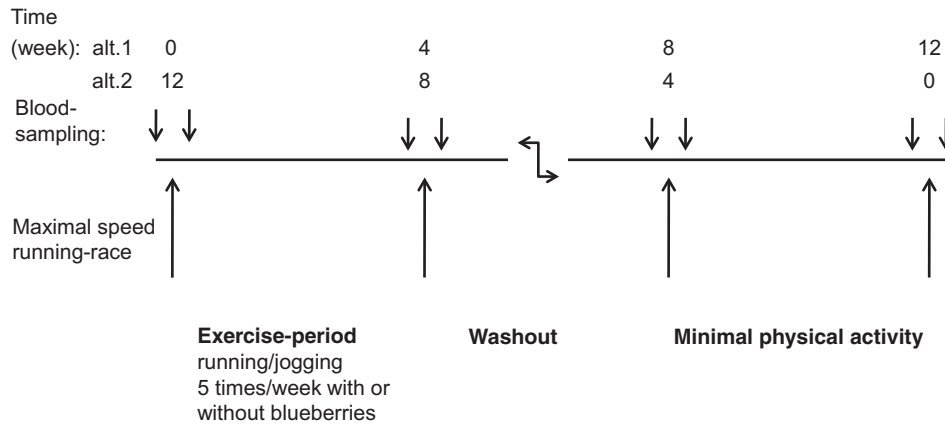 Time
(week): alt.1 0 4 8 12
alt.2 12 8 4 0
Blood-
sampling:
Maximal speed
running-race
Exercise-period Washout Minimal physical activity
running/jogging
5 times/week with or
without blueberries